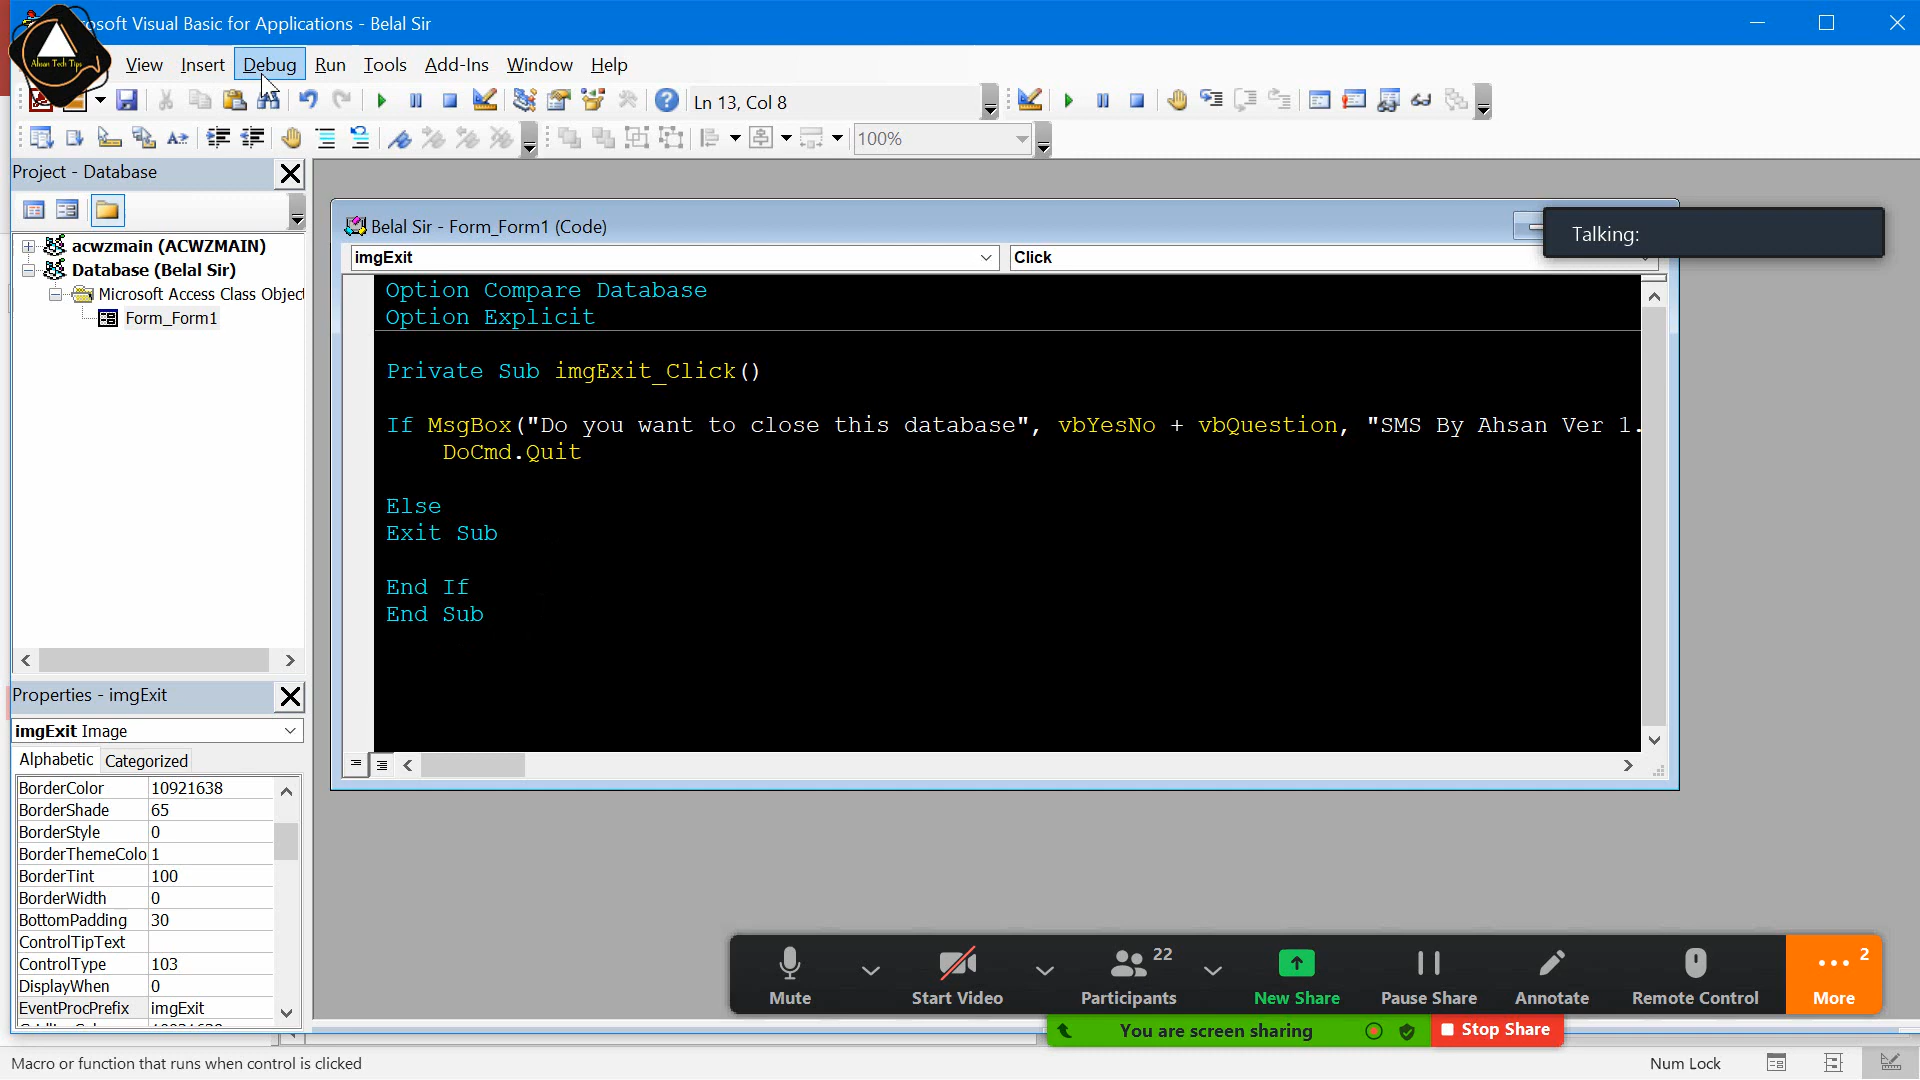 osoft Visual Basic for Applications - Belal Sir
Ahsan Tech Tips
View Insert Debug Run Tools Add-Ins Window Help
Ln 13, Col 8
100%
Project - Database
acwzmain (ACWZMAIN)
Database (Belal Sir)
Microsoft Access Class Object
Form_Form1
Belal Sir - Form_Form1 (Code)
Talking:
imgExit Click
Option Compare Database
Option Explicit
Private Sub imgExit_Click()
If MsgBox("Do you want to close this database", vbYesNo + vbQuestion, "SMS By Ahsan Ver 1.
DoCmd.Quit
Else
Exit Sub
End If
End Sub
Properties - imgExit
imgExit Image
Alphabetic Categorized
BorderColor 10921638
BorderShade 65
BorderStyle 0
BorderThemeColo 1
BorderTint 100
BorderWidth 0
BottomPadding 30
ControlTipText
ControlType 103
DisplayWhen 0
EventProcPrefix imgExit
22
2
Mute Start Video Participants New Share Pause Share Annotate Remote Control More
You are screen sharing Stop Share
Macro or function that runs when control is clicked Num Lock